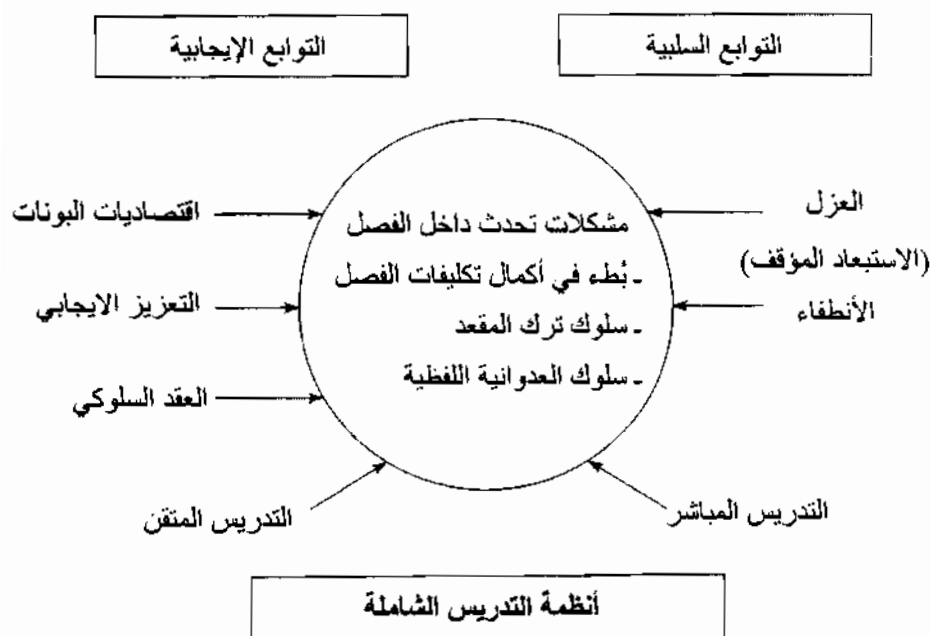 التوابع السلبية
التوابع الإيجابية
العزل
(الاستبعاد المؤقف)
الأنطفاء
مشكلات تحدث داخل الفصل
ـ بُطء في أكمال تكليفات الفصل
ـ سلوك ترك المقعد
ـ سلوك العدوانية اللفظية
اقتصاديات البونات
التعزيز الايجابي
العقد السلوكي
التدريس المباشر
التدريس المتقن
أنظمة التدريس الشاملة